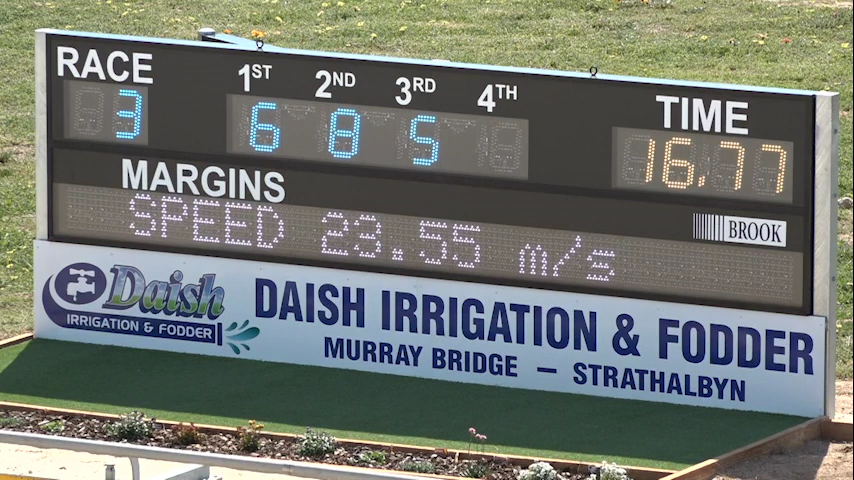 RACE 1ST 2ND 3RD 4TH TIME
3 6 8 5 16.77
MARGINS
SPEED 23.55 m/s
BROOK
Daish
IRRIGATION & FODDER
DAISH IRRIGATION & FODDER
MURRAY BRIDGE – STRATHALBYN